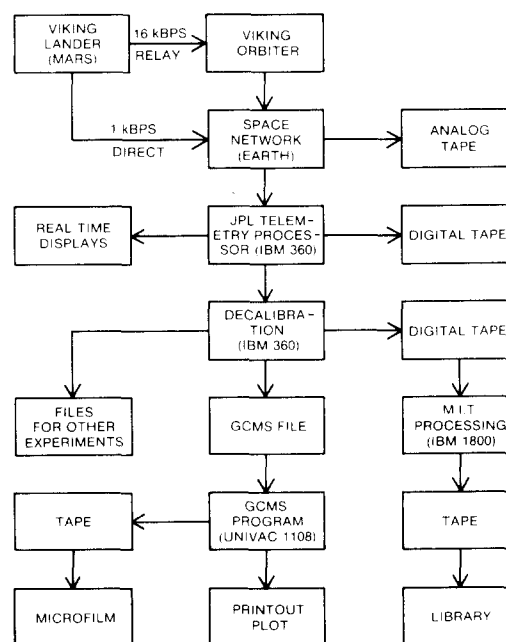 VIKING
LANDER
(MARS)
16 kBPS
RELAY
VIKING
ORBITER
1 kBPS
DIRECT
SPACE
NETWORK
(EARTH)
ANALOG
TAPE
REAL TIME
DISPLAYS
JPL TELEM-
ETRY PROCES-
SOR (IBM 360)
DIGITAL TAPE
DECALIBRA-
TION
(IBM 360)
DIGITAL TAPE
FILES
FOR OTHER
EXPERIMENTS
GCMS FILE
M.I.T
PROCESSING
(IBM 1800)
TAPE
GCMS
PROGRAM
(UNIVAC 1108)
TAPE
MICROFILM
PRINTOUT
PLOT
LIBRARY